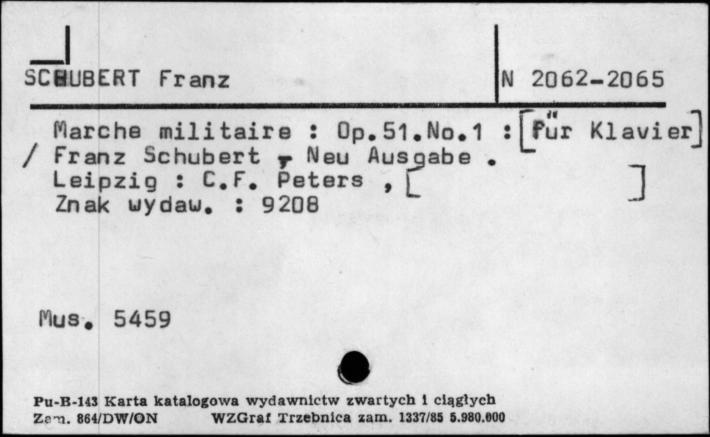 SCHUBERT Franz N 2062-2065
Marche militaire : Op.51.No.1 : [Für Klavier]
/ Franz Schubert , Neu Ausgabe .
Leipzig : C.F. Peters , [ ]
Znak wydaw. : 9208
Mus. 5459
Pu-B-143 Karta katalogowa wydawnictw zwartych i ciągłych
Zam. 864/DW/ON WZGraf Trzebnica zam. 1337/85 5.980.000